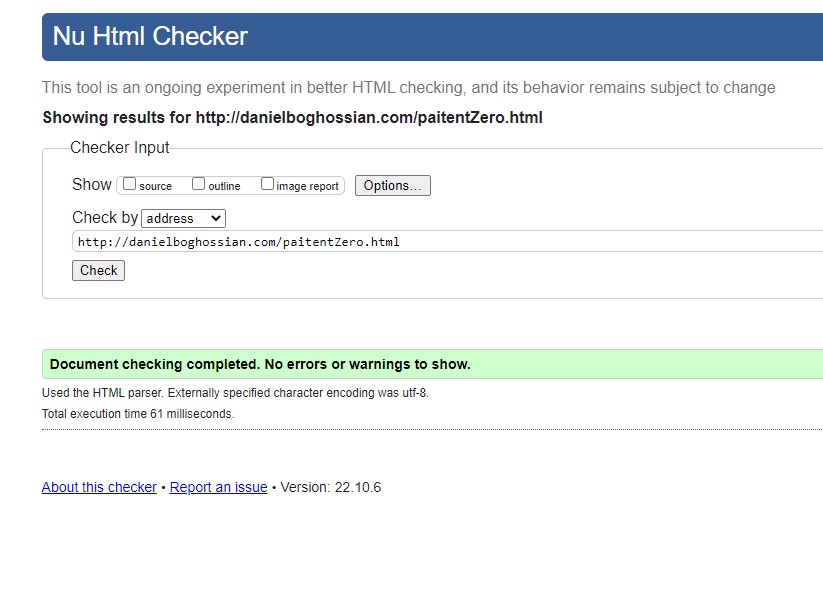 Nu Html Checker
This tool is an ongoing experiment in better HTML checking, and its behavior remains subject to change
Showing results for http://danielboghossian.com/paitentZero.html
Checker Input
Show source outline image report Options...
Check by address
http://danielboghossian.com/paitentZero.html
Check
Document checking completed. No errors or warnings to show.
Used the HTML parser. Externally specified character encoding was utf-8.
Total execution time 61 milliseconds.
About this checker • Report an issue • Version: 22.10.6